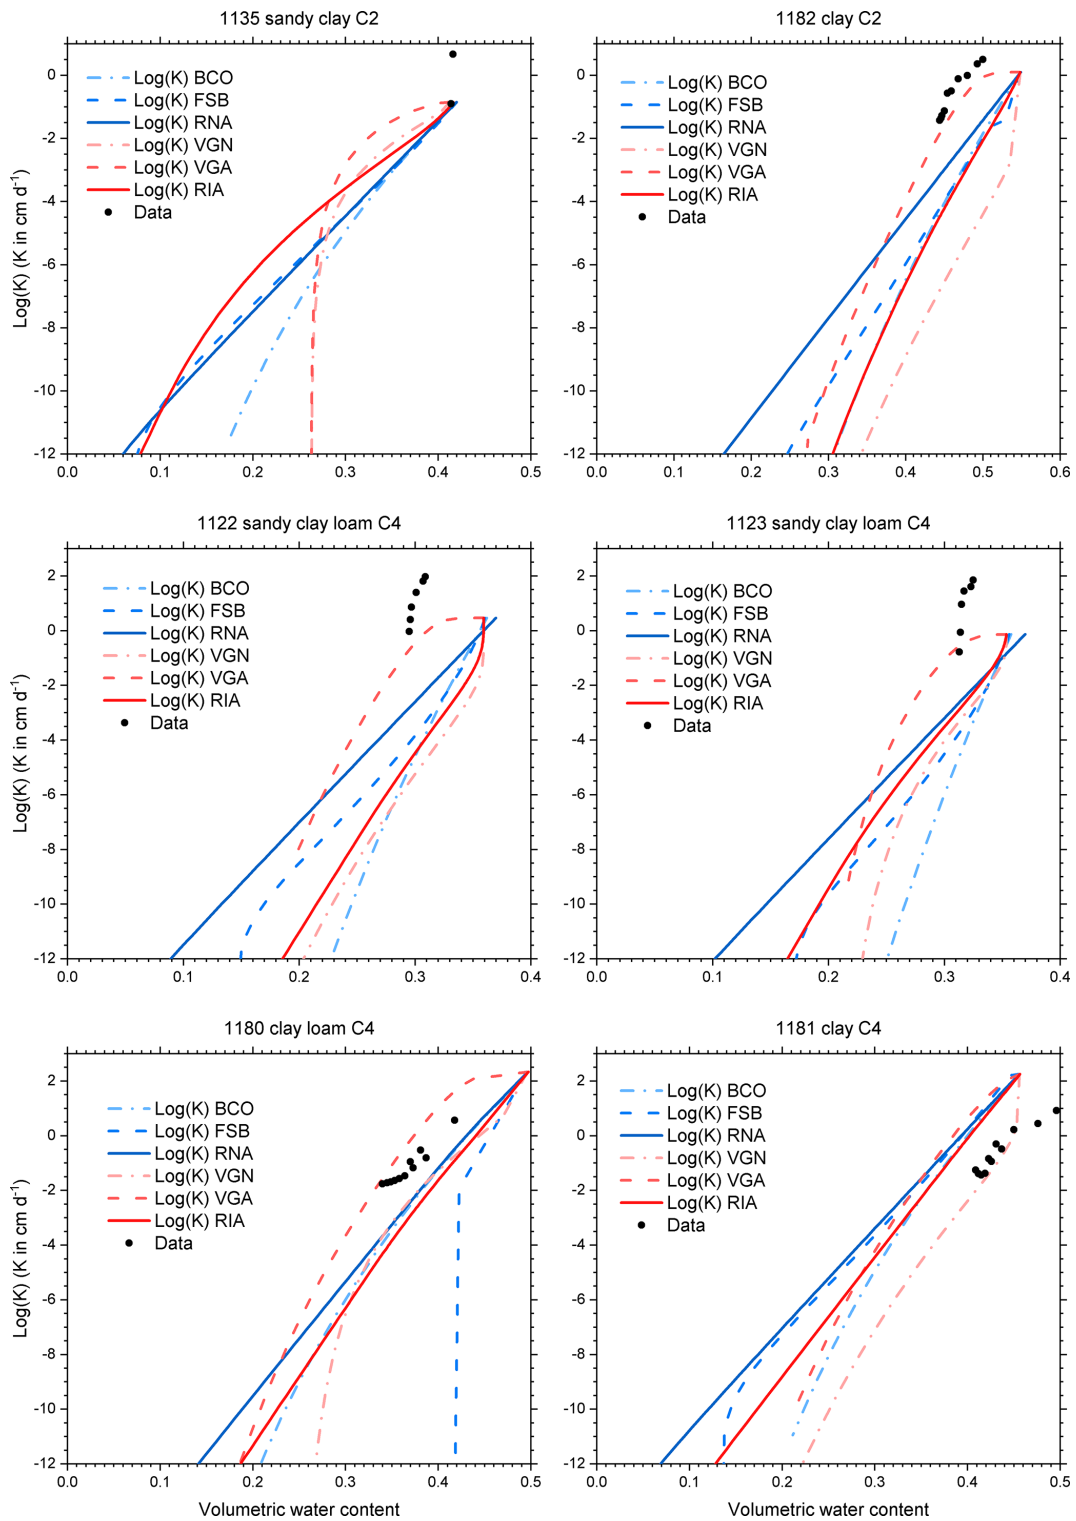 1135 sandy clay C2
1182 clay C2
Log(K) (K in cm d⁻¹)
0
-2
-4
-6
-8
-10
-12
Log(K) BCO
Log(K) FSB
Log(K) RNA
Log(K) VGN
Log(K) VGA
Log(K) RIA
Data
0.0 0.1 0.2 0.3 0.4 0.5
0
-2
-4
-6
-8
-10
-12
Log(K) BCO
Log(K) FSB
Log(K) RNA
Log(K) VGN
Log(K) VGA
Log(K) RIA
Data
0.0 0.1 0.2 0.3 0.4 0.5 0.6
1122 sandy clay loam C4
1123 sandy clay loam C4
Log(K) (K in cm d⁻¹)
2
0
-2
-4
-6
-8
-10
-12
Log(K) BCO
Log(K) FSB
Log(K) RNA
Log(K) VGN
Log(K) VGA
Log(K) RIA
Data
0.0 0.1 0.2 0.3 0.4
2
0
-2
-4
-6
-8
-10
-12
Log(K) BCO
Log(K) FSB
Log(K) RNA
Log(K) VGN
Log(K) VGA
Log(K) RIA
Data
0.0 0.1 0.2 0.3 0.4
1180 clay loam C4
1181 clay C4
Log(K) (K in cm d⁻¹)
2
0
-2
-4
-6
-8
-10
-12
Log(K) BCO
Log(K) FSB
Log(K) RNA
Log(K) VGN
Log(K) VGA
Log(K) RIA
Data
0.0 0.1 0.2 0.3 0.4 0.5
Volumetric water content
2
0
-2
-4
-6
-8
-10
-12
Log(K) BCO
Log(K) FSB
Log(K) RNA
Log(K) VGN
Log(K) VGA
Log(K) RIA
Data
0.0 0.1 0.2 0.3 0.4 0.5
Volumetric water content